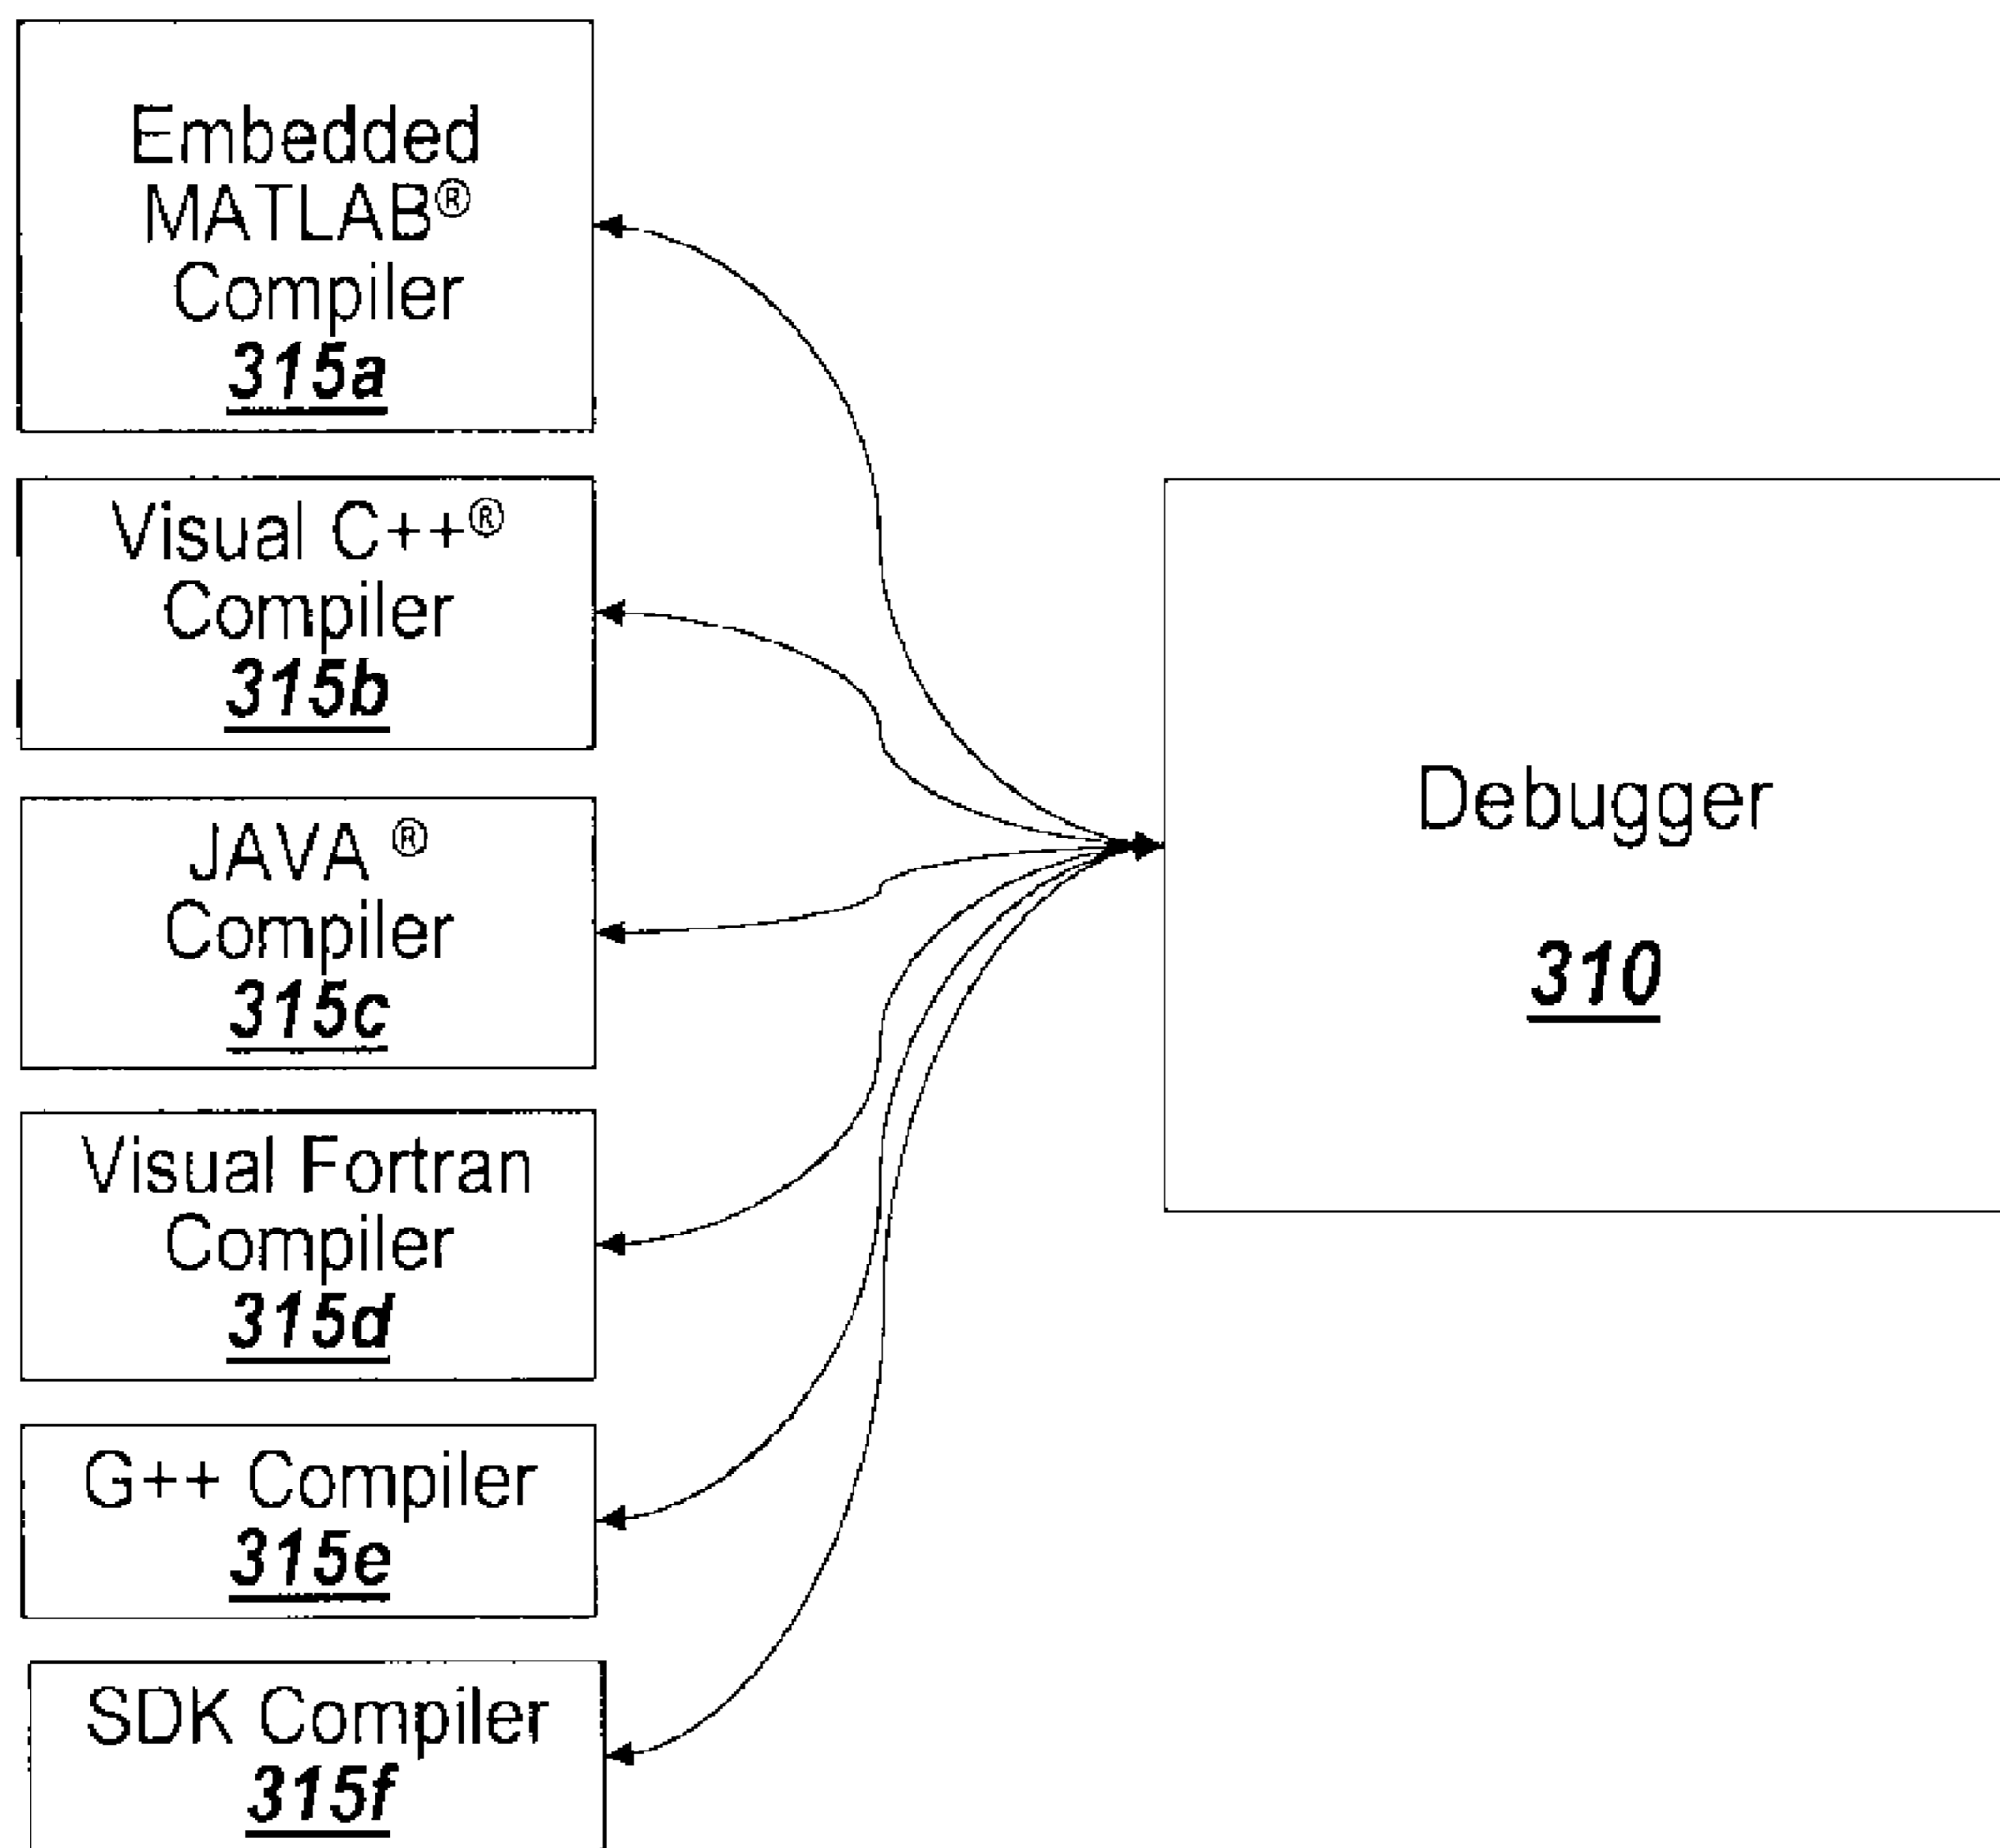 Embedded
MATLAB®
Compiler
315a
Visual C++®
Compiler
315b
JAVA ®
Compiler
315c
Visual Fortran
Compiler
315d
G++ Compiler
315e
SDK Compiler
315f
Debugger
310